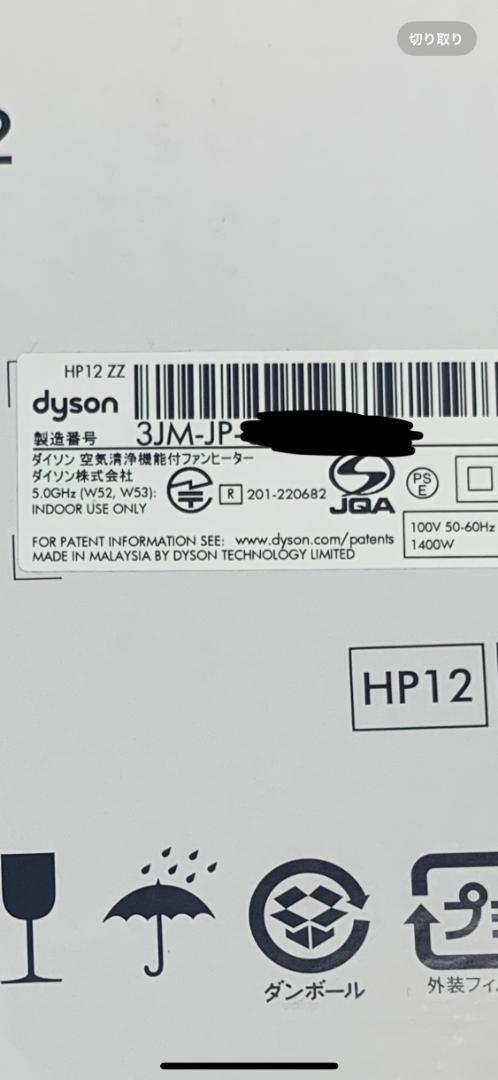 切り取り
2
HP12 ZZ
dyson
製造番号 3JM-JP-
ダイソン 空気清浄機能付ファンヒーター
ダイソン株式会社
5.0GHz (W52, W53):
INDOOR USE ONLY
R 201-220682
JQA
PS
E
100V 50-60Hz
1400W
FOR PATENT INFORMATION SEE: www.dyson.com/patents
MADE IN MALAYSIA BY DYSON TECHNOLOGY LIMITED
HP12
プ
ダンボール
外装フィ